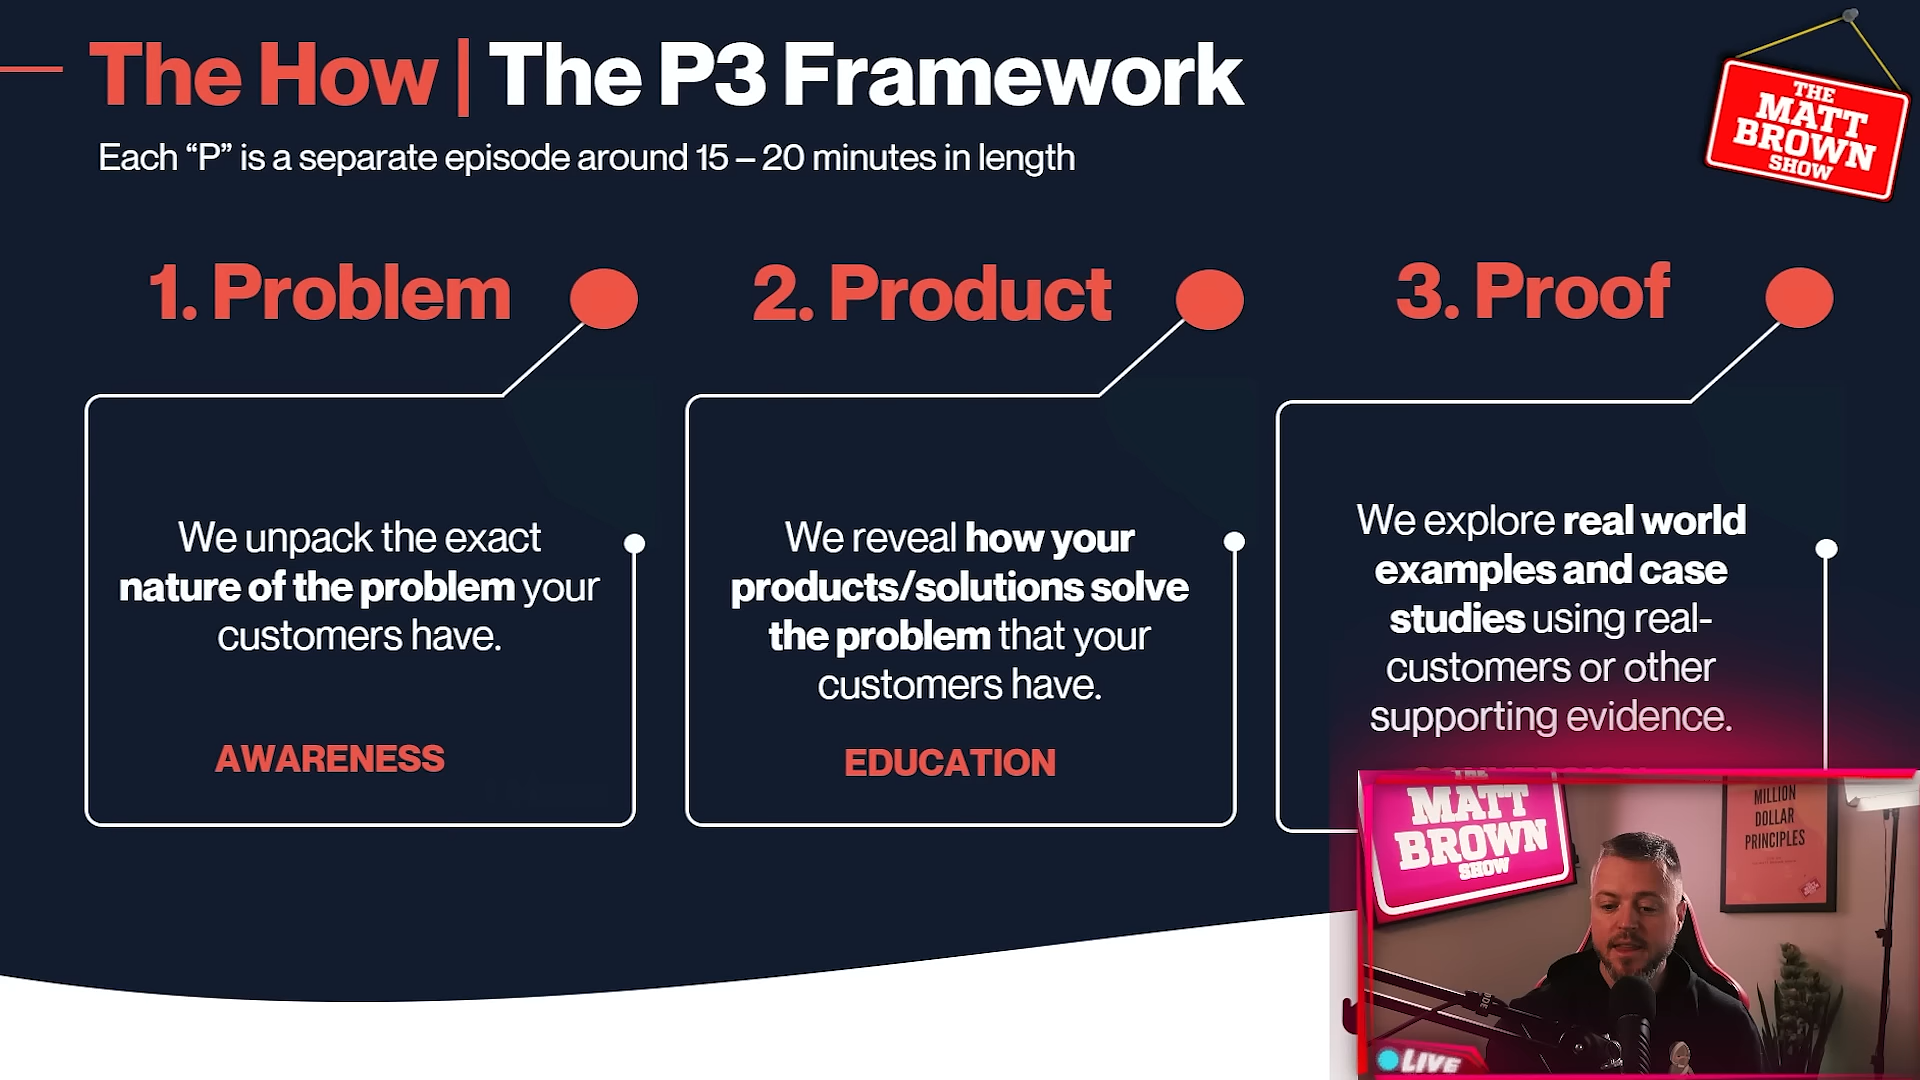 The How | The P3 Framework
Each “P” is a separate episode around 15 – 20 minutes in length
THE
MATT
BROWN
SHOW
1. Problem
2. Product
3. Proof
We unpack the exact
nature of the problem your
customers have.
AWARENESS
We reveal how your
products/solutions solve
the problem that your
customers have.
EDUCATION
We explore real world
examples and case
studies using real-
customers or other
supporting evidence.
MATT
BROWN
SHOW
MILLION
DOLLAR
PRINCIPLES
LIVE